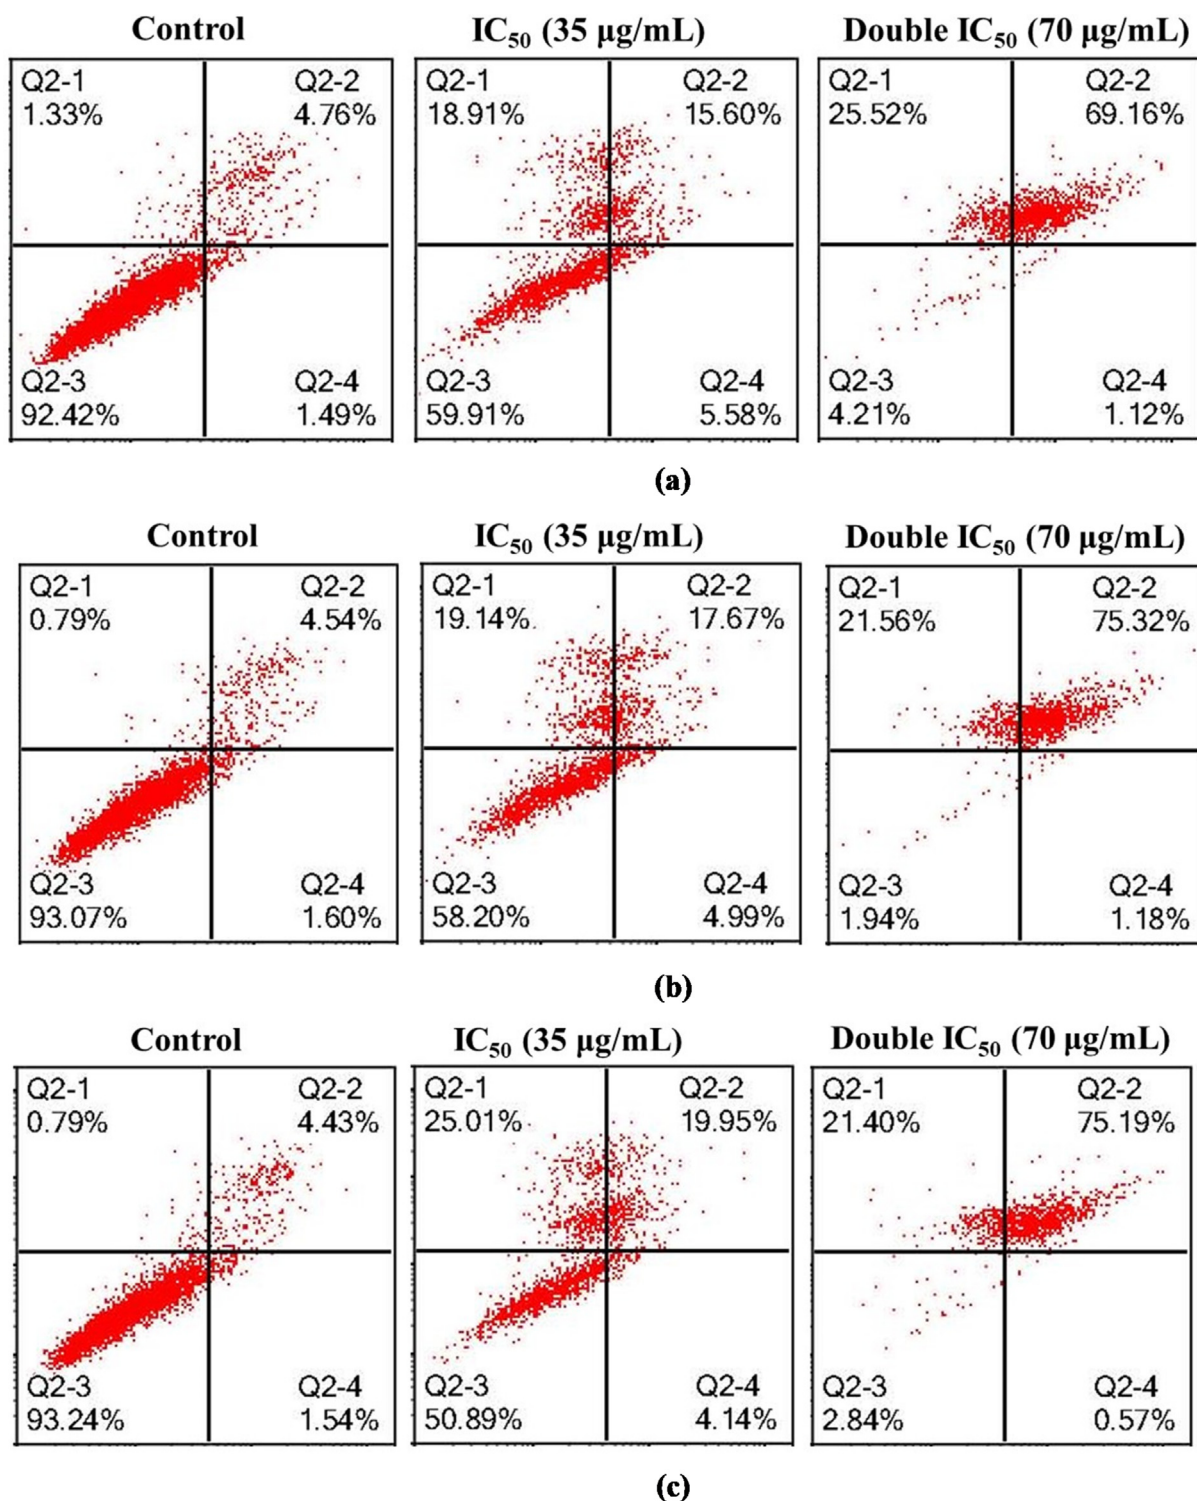 Control IC₅₀ (35 µg/mL) Double IC₅₀ (70 µg/mL)
Q2-1 Q2-2 Q2-1 Q2-2 Q2-1 Q2-2
1.33% 4.76% 18.91% 15.60% 25.52% 69.16%
Q2-3 Q2-4 Q2-3 Q2-4 Q2-3 Q2-4
92.42% 1.49% 59.91% 5.58% 4.21% 1.12%
(a)
Control IC₅₀ (35 µg/mL) Double IC₅₀ (70 µg/mL)
Q2-1 Q2-2 Q2-1 Q2-2 Q2-1 Q2-2
0.79% 4.54% 19.14% 17.67% 21.56% 75.32%
Q2-3 Q2-4 Q2-3 Q2-4 Q2-3 Q2-4
93.07% 1.60% 58.20% 4.99% 1.94% 1.18%
(b)
Control IC₅₀ (35 µg/mL) Double IC₅₀ (70 µg/mL)
Q2-1 Q2-2 Q2-1 Q2-2 Q2-1 Q2-2
0.79% 4.43% 25.01% 19.95% 21.40% 75.19%
Q2-3 Q2-4 Q2-3 Q2-4 Q2-3 Q2-4
93.24% 1.54% 50.89% 4.14% 2.84% 0.57%
(c)